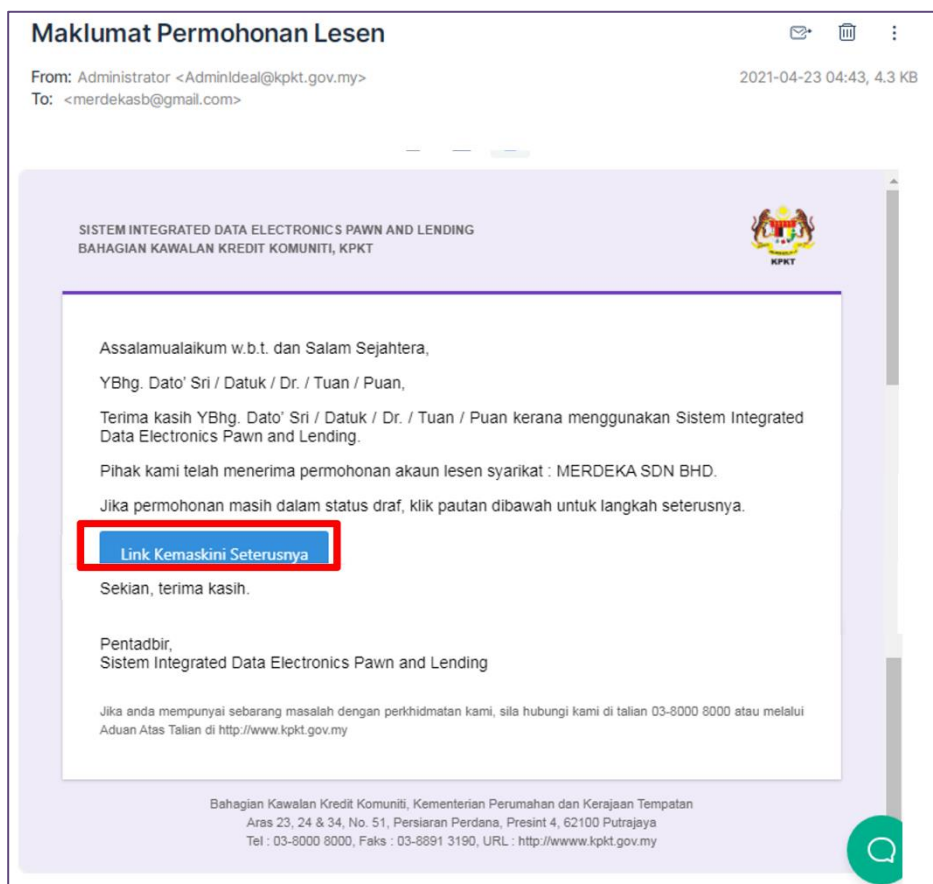 Maklumat Permohonan Lesen
From: Administrator <AdminIdeal@kpkt.gov.my>
2021-04-23 04:43, 4.3 KB
To: <merdekasb@gmail.com>
SISTEM INTEGRATED DATA ELECTRONICS PAWN AND LENDING
BAHAGIAN KAWALAN KREDIT KOMUNITI, KPKT
KPKT
Assalamualaikum w.b.t. dan Salam Sejahtera,
YBhg. Dato' Sri / Datuk / Dr. / Tuan / Puan,
Terima kasih YBhg. Dato' Sri / Datuk / Dr. / Tuan / Puan kerana menggunakan Sistem Integrated
Data Electronics Pawn and Lending.
Pihak kami telah menerima permohonan akaun lesen syarikat : MERDEKA SDN BHD.
Jika permohonan masih dalam status draf, klik pautan dibawah untuk langkah seterusnya.
Link Kemaskini Seterusnya
Sekian, terima kasih.
Pentadbir,
Sistem Integrated Data Electronics Pawn and Lending
Jika anda mempunyai sebarang masalah dengan perkhidmatan kami, sila hubungi kami di talian 03-8000 8000 atau melalui
Aduan Atas Talian di http://www.kpkt.gov.my
Bahagian Kawalan Kredit Komuniti, Kementerian Perumahan dan Kerajaan Tempatan
Aras 23, 24 & 34, No. 51, Persiaran Perdana, Presint 4, 62100 Putrajaya
Tel : 03-8000 8000, Faks : 03-8891 3190, URL : http://wwww.kpkt.gov.my